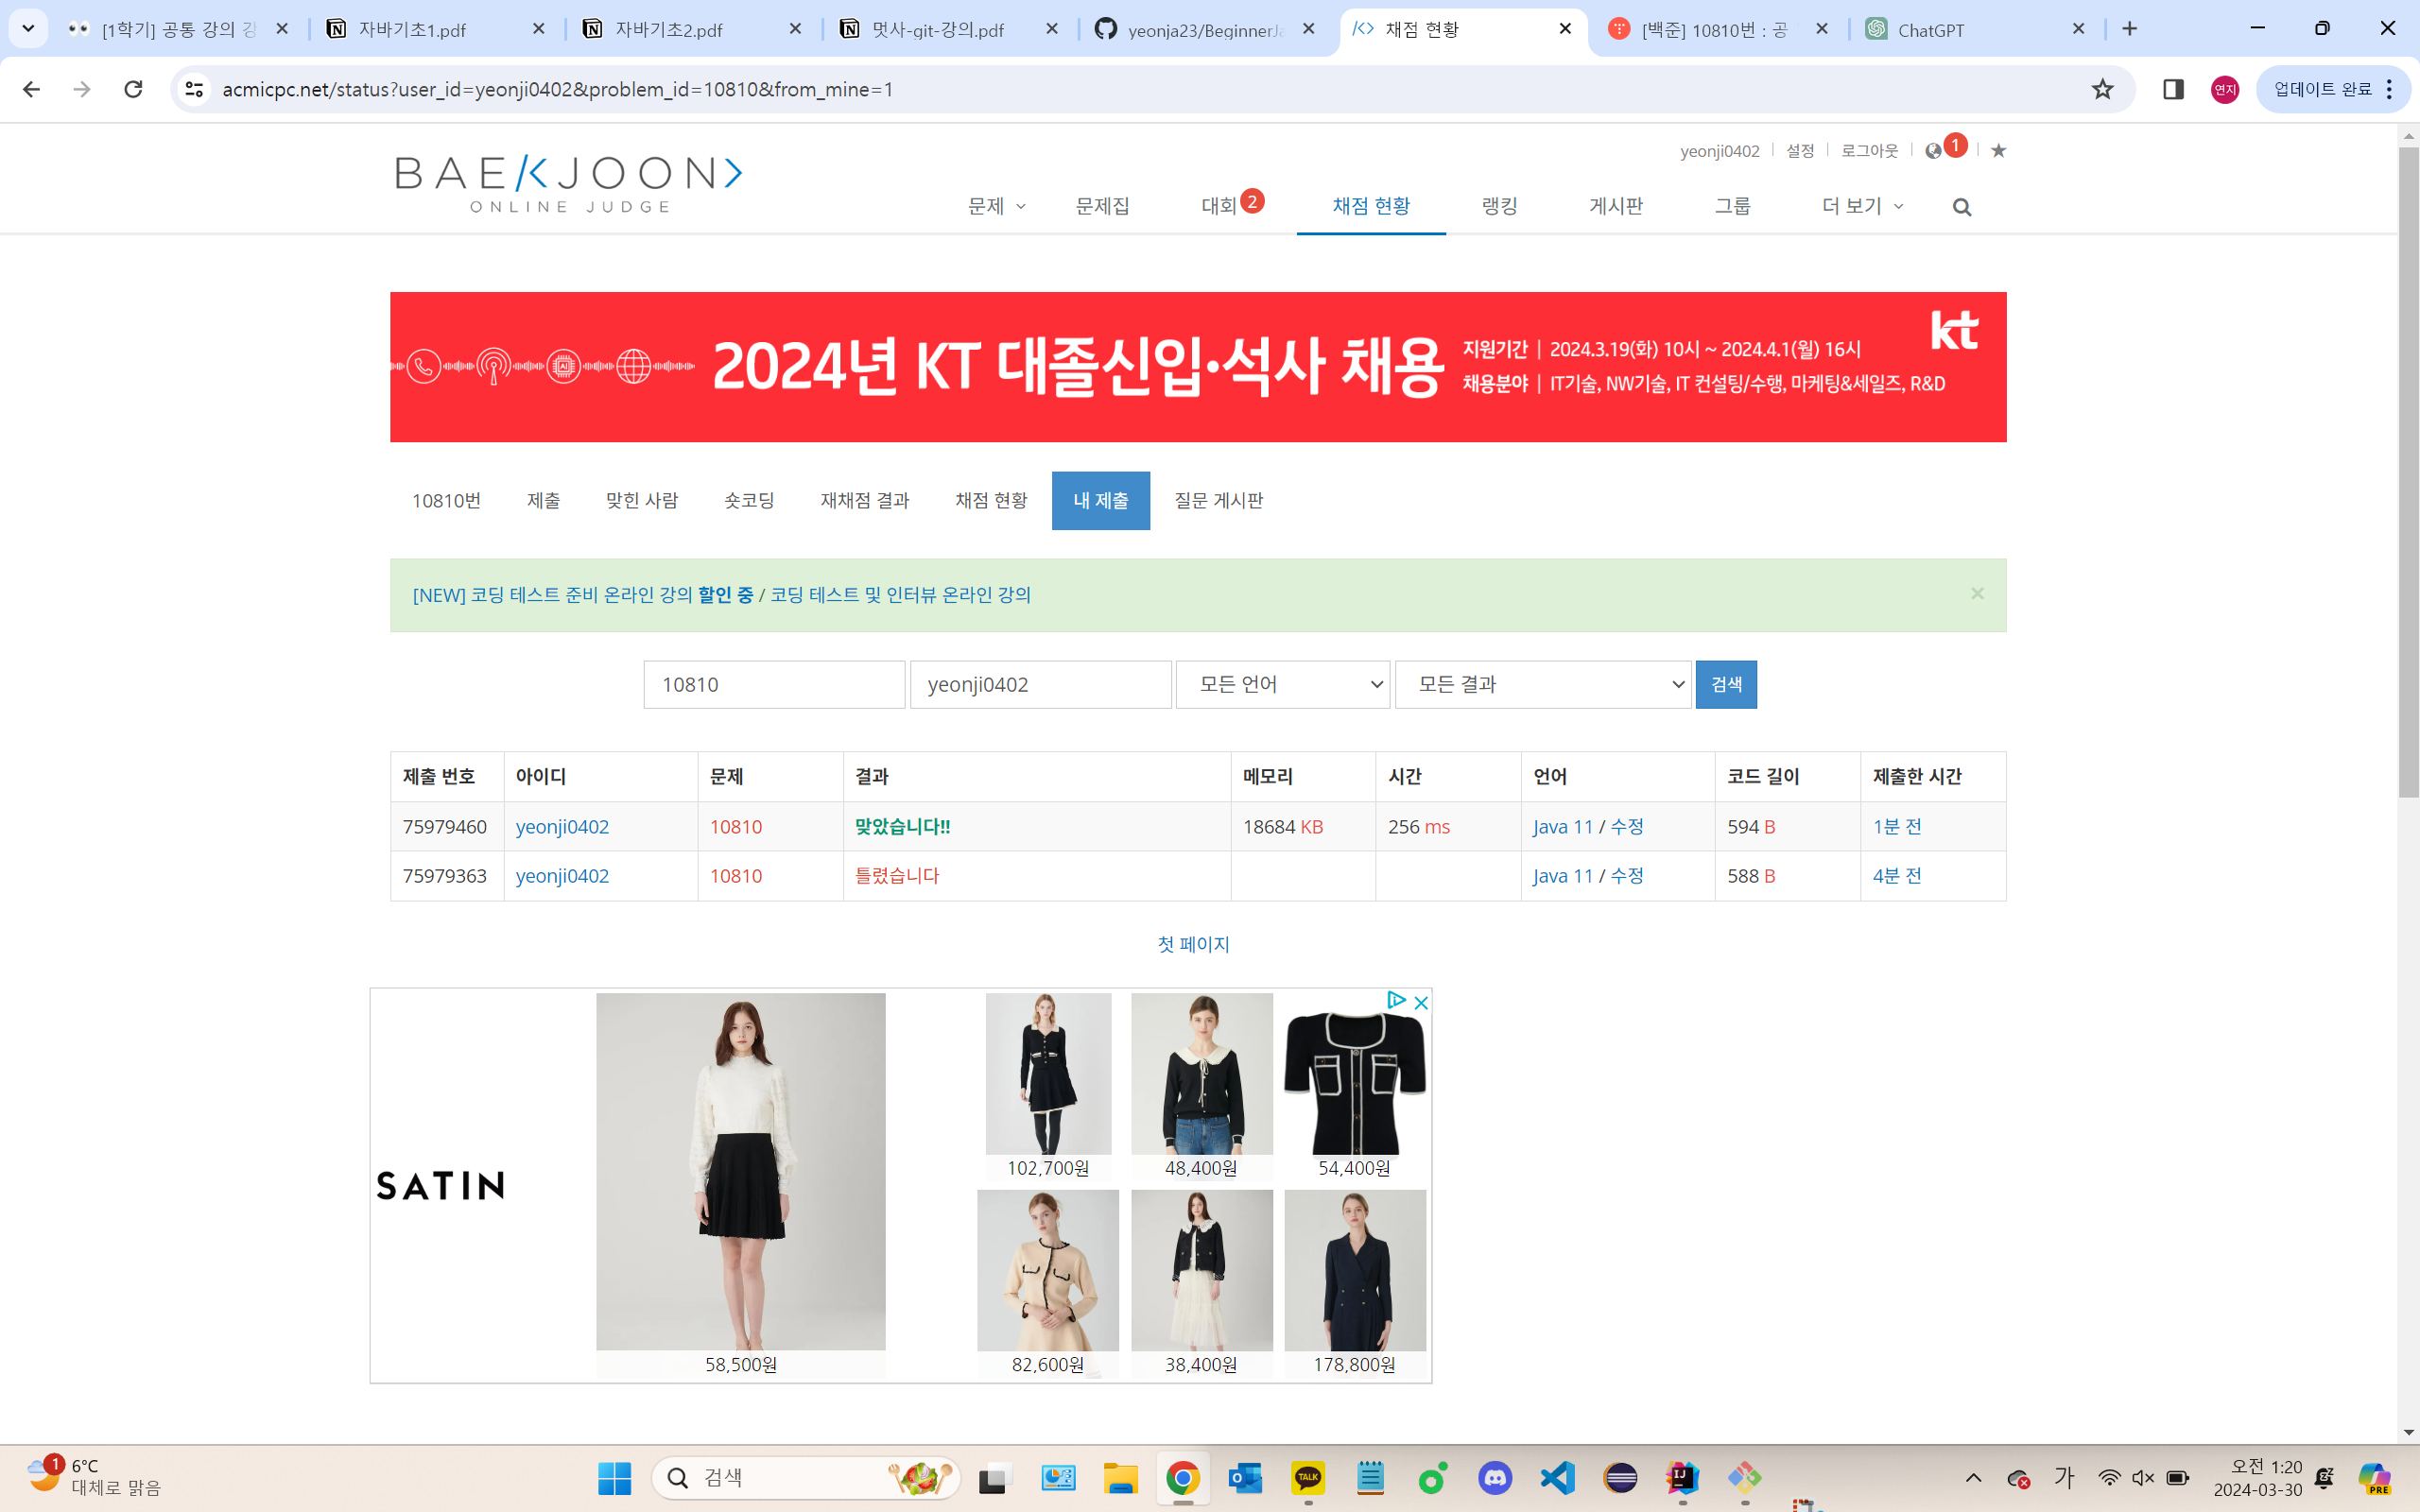 [1학기] 공통 강의 강
자바기초1.pdf
자바기초2.pdf
멋사-git-강의.pdf
yeonja23/BeginnerJa
채점 현황
[백준] 10810번 : 공
ChatGPT
acmicpc.net/status?user_id=yeonji0402&problem_id=10810&from_mine=1
연지
업데이트 완료
yeonji0402
설정
로그아웃
1
BAEKJOON
ONLINE JUDGE
문제
문제집
대회
2
채점 현황
랭킹
게시판
그룹
더 보기
2024년 KT 대졸신입·석사 채용
지원기간 | 2024.3.19(화) 10시 ~ 2024.4.1(월) 16시
채용분야 | IT기술, NW기술, IT 컨설팅/수행, 마케팅&세일즈, R&D
kt
AI
10810번
제출
맞힌 사람
숏코딩
재채점 결과
채점 현황
내 제출
질문 게시판
[NEW] 코딩 테스트 준비 온라인 강의 할인 중 / 코딩 테스트 및 인터뷰 온라인 강의
10810
yeonji0402
모든 언어
모든 결과
검색
제출 번호 아이디 문제 결과 메모리 시간 언어 코드 길이 제출한 시간
75979460 yeonji0402 10810 맞았습니다!! 18684 KB 256 ms Java 11 / 수정 594 B 1분 전
75979363 yeonji0402 10810 틀렸습니다 Java 11 / 수정 588 B 4분 전
첫 페이지
SATIN
58,500원
102,700원
48,400원
54,400원
82,600원
38,400원
178,800원
1
6°C
대체로 맑음
검색
TALK
IJ
가
오전 1:20
2024-03-30
PRE